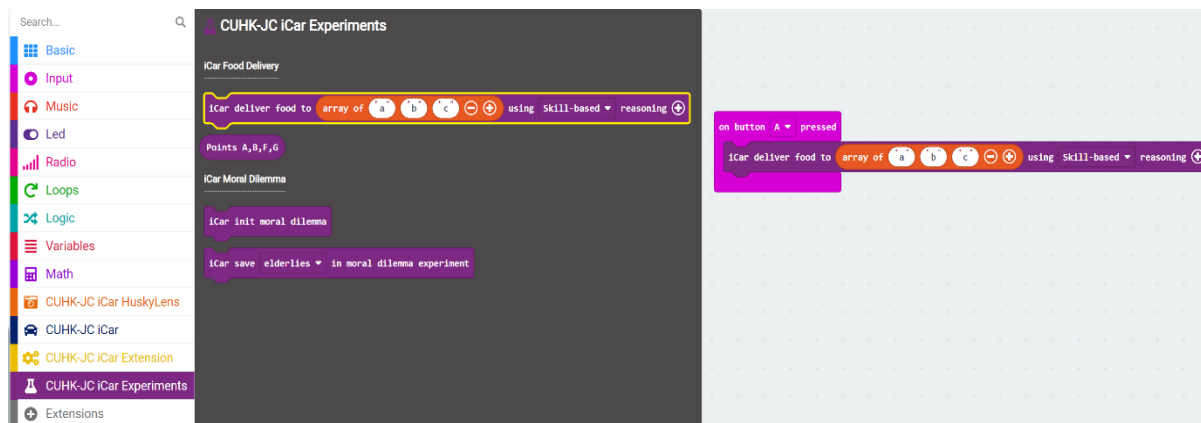 Search...
Basic
Input
Music
Led
Radio
Loops
Logic
Variables
Math
CUHK-JC iCar HuskyLens
CUHK-JC iCar
CUHK-JC iCar Extension
CUHK-JC iCar Experiments
Extensions
CUHK-JC iCar Experiments
iCar Food Delivery
iCar deliver food to array of "a" "b" "c" using Skill-based reasoning
Points A,B,F,G
iCar Moral Dilemma
iCar init moral dilemma
iCar save elderlies in moral dilemma experiment
on button A pressed
iCar deliver food to array of "a" "b" "c" using Skill-based reasoning